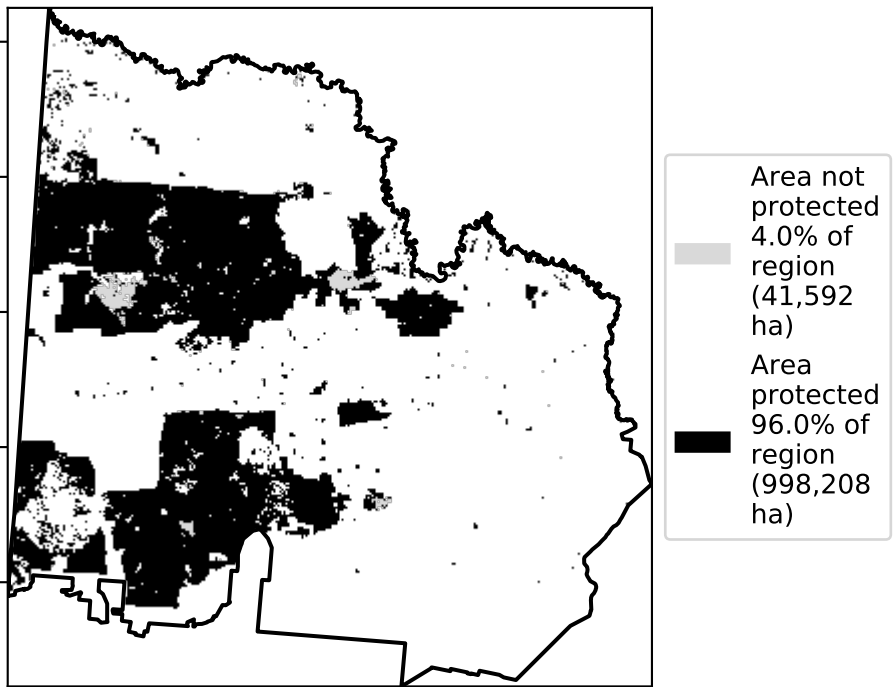 Area not
protected
4.0% of
region
(41,592
ha)
Area
protected
96.0% of
region
(998,208
ha)